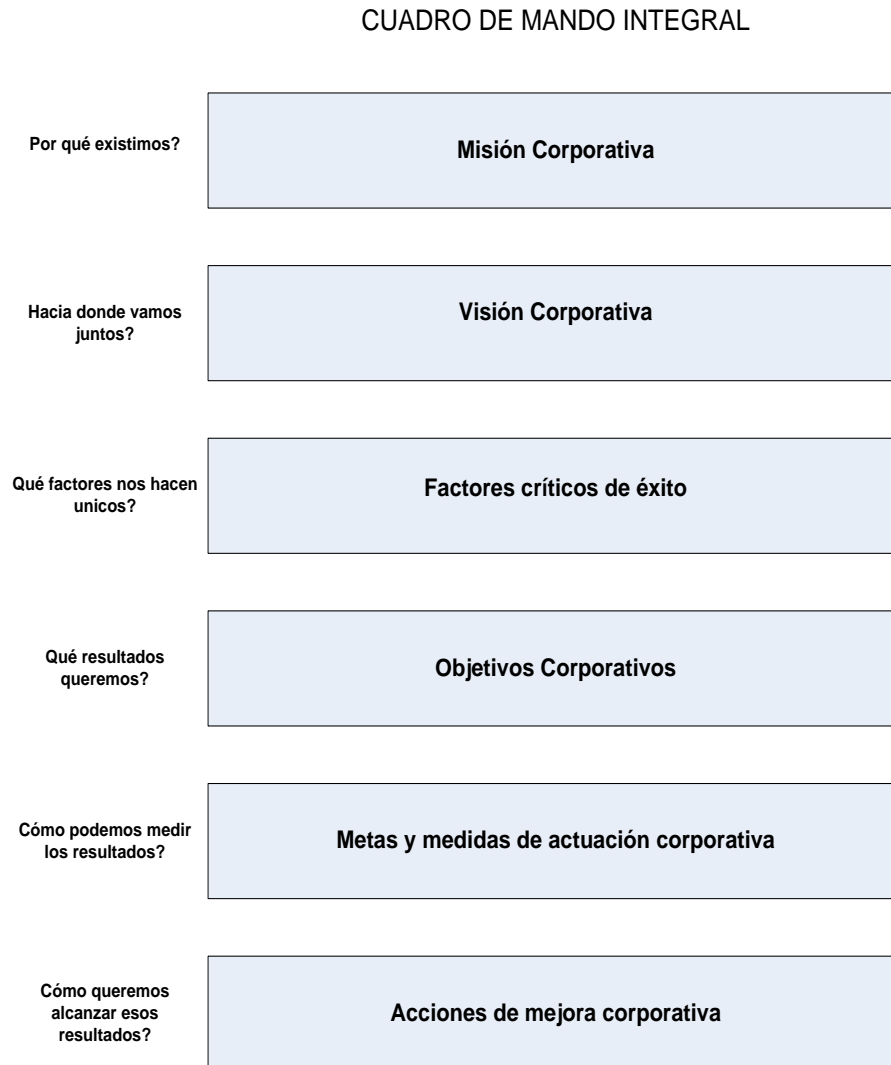 CUADRO DE MANDO INTEGRAL
Por qué existimos?
Misión Corporativa
Hacia donde vamos
juntos?
Visión Corporativa
Qué factores nos hacen
unicos?
Factores críticos de éxito
Qué resultados
queremos?
Objetivos Corporativos
Cómo podemos medir
los resultados?
Metas y medidas de actuación corporativa
Cómo queremos
alcanzar esos
resultados?
Acciones de mejora corporativa